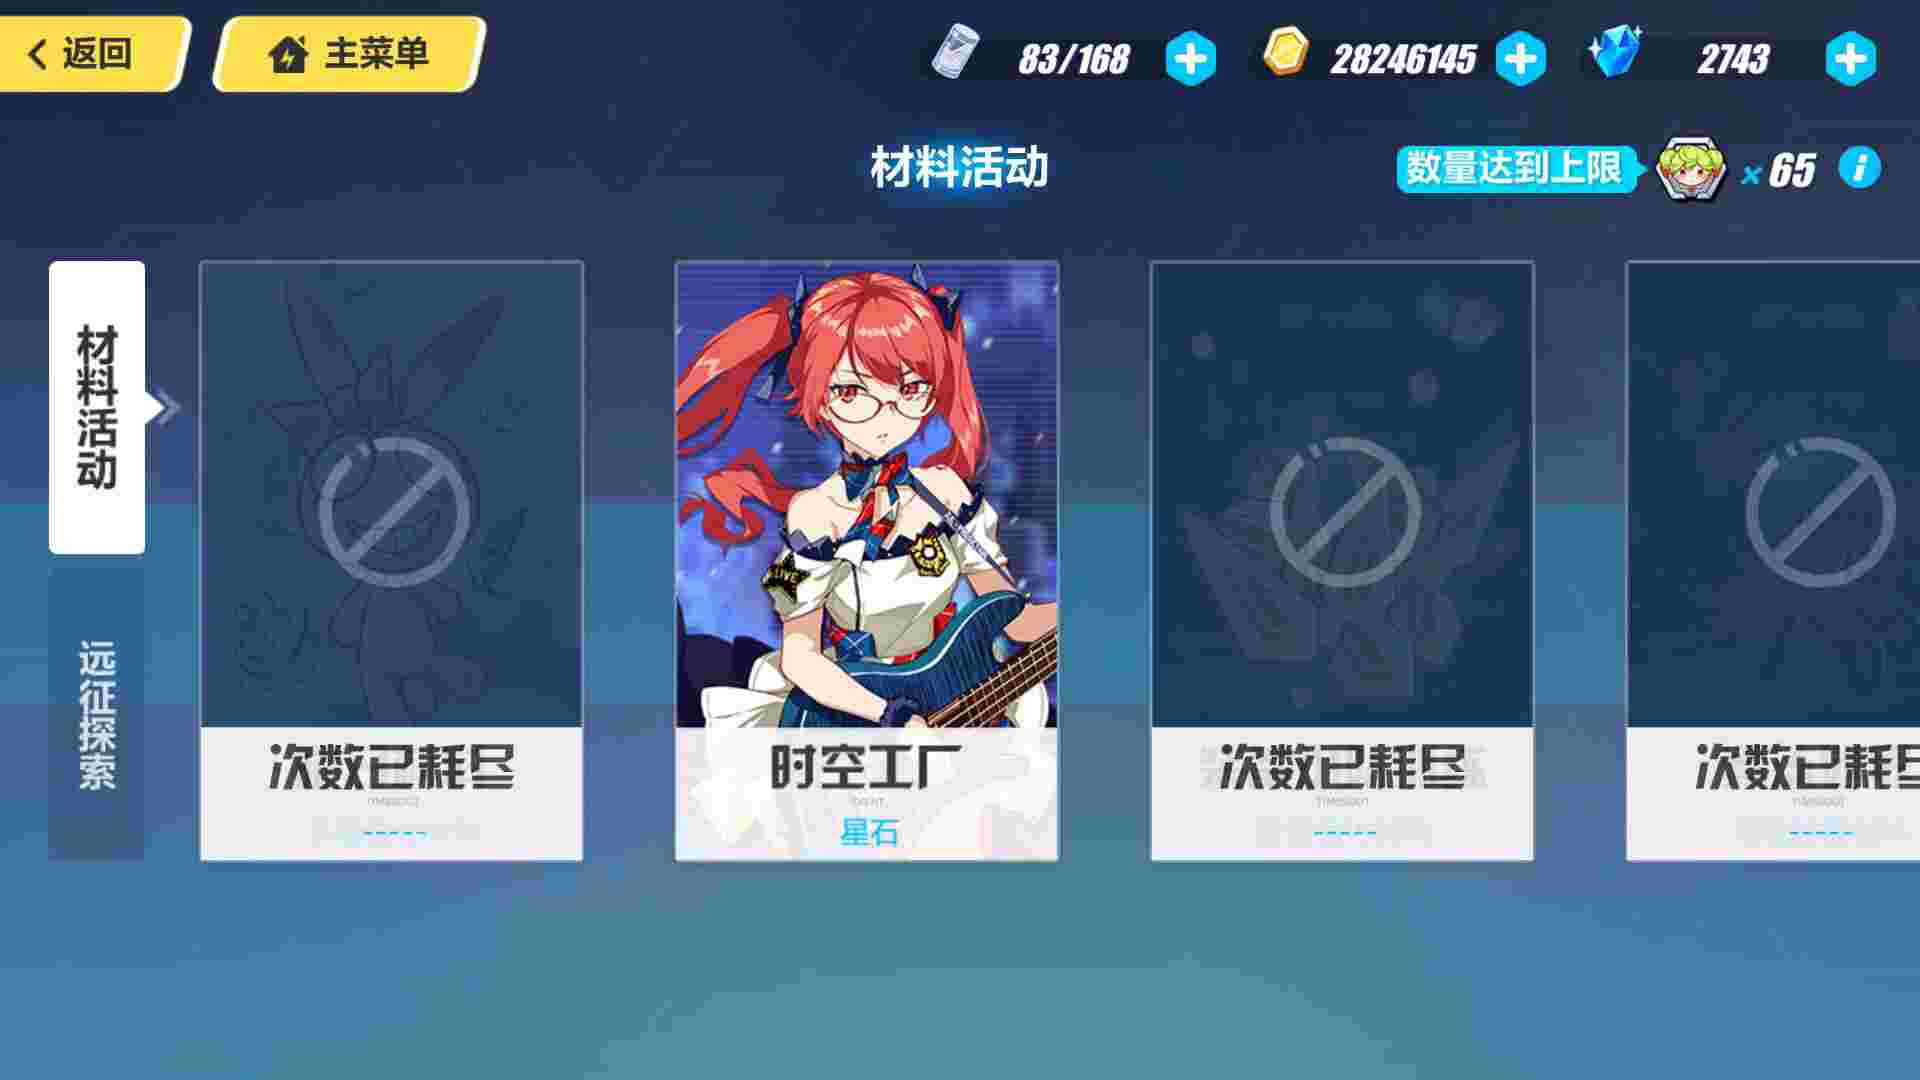 返回
主菜单
83/168
28246145
2743
材料活动
数量达到上限
× 65
材料活动
远征探索
次数已耗尽
-----
时空工厂
星石
次数已耗尽
-----
次数已耗尽
-----